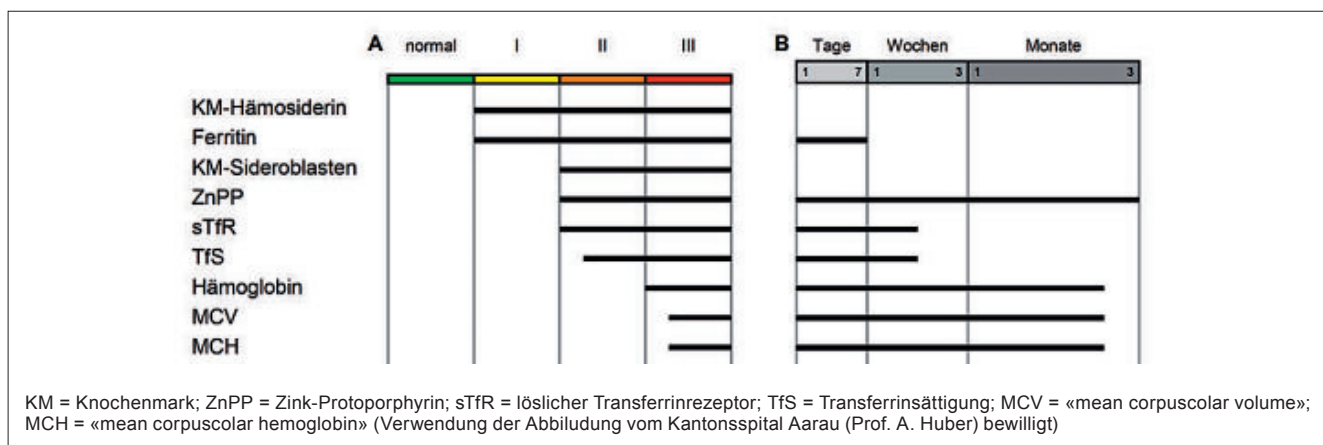 A normal I II III B Tage Wochen Monate
1 7 1 3 1 3
KM-Hämosiderin
Ferritin
KM-Sideroblasten
ZnPP
sTfR
TfS
Hämoglobin
MCV
MCH
KM = Knochenmark; ZnPP = Zink-Protoporphyrin; sTfR = löslicher Transferrinrezeptor; TfS = Transferrinsättigung; MCV = «mean corpuscolar volume»;
MCH = «mean corpuscolar hemoglobin» (Verwendung der Abbiludung vom Kantonsspital Aarau (Prof. A. Huber) bewilligt)